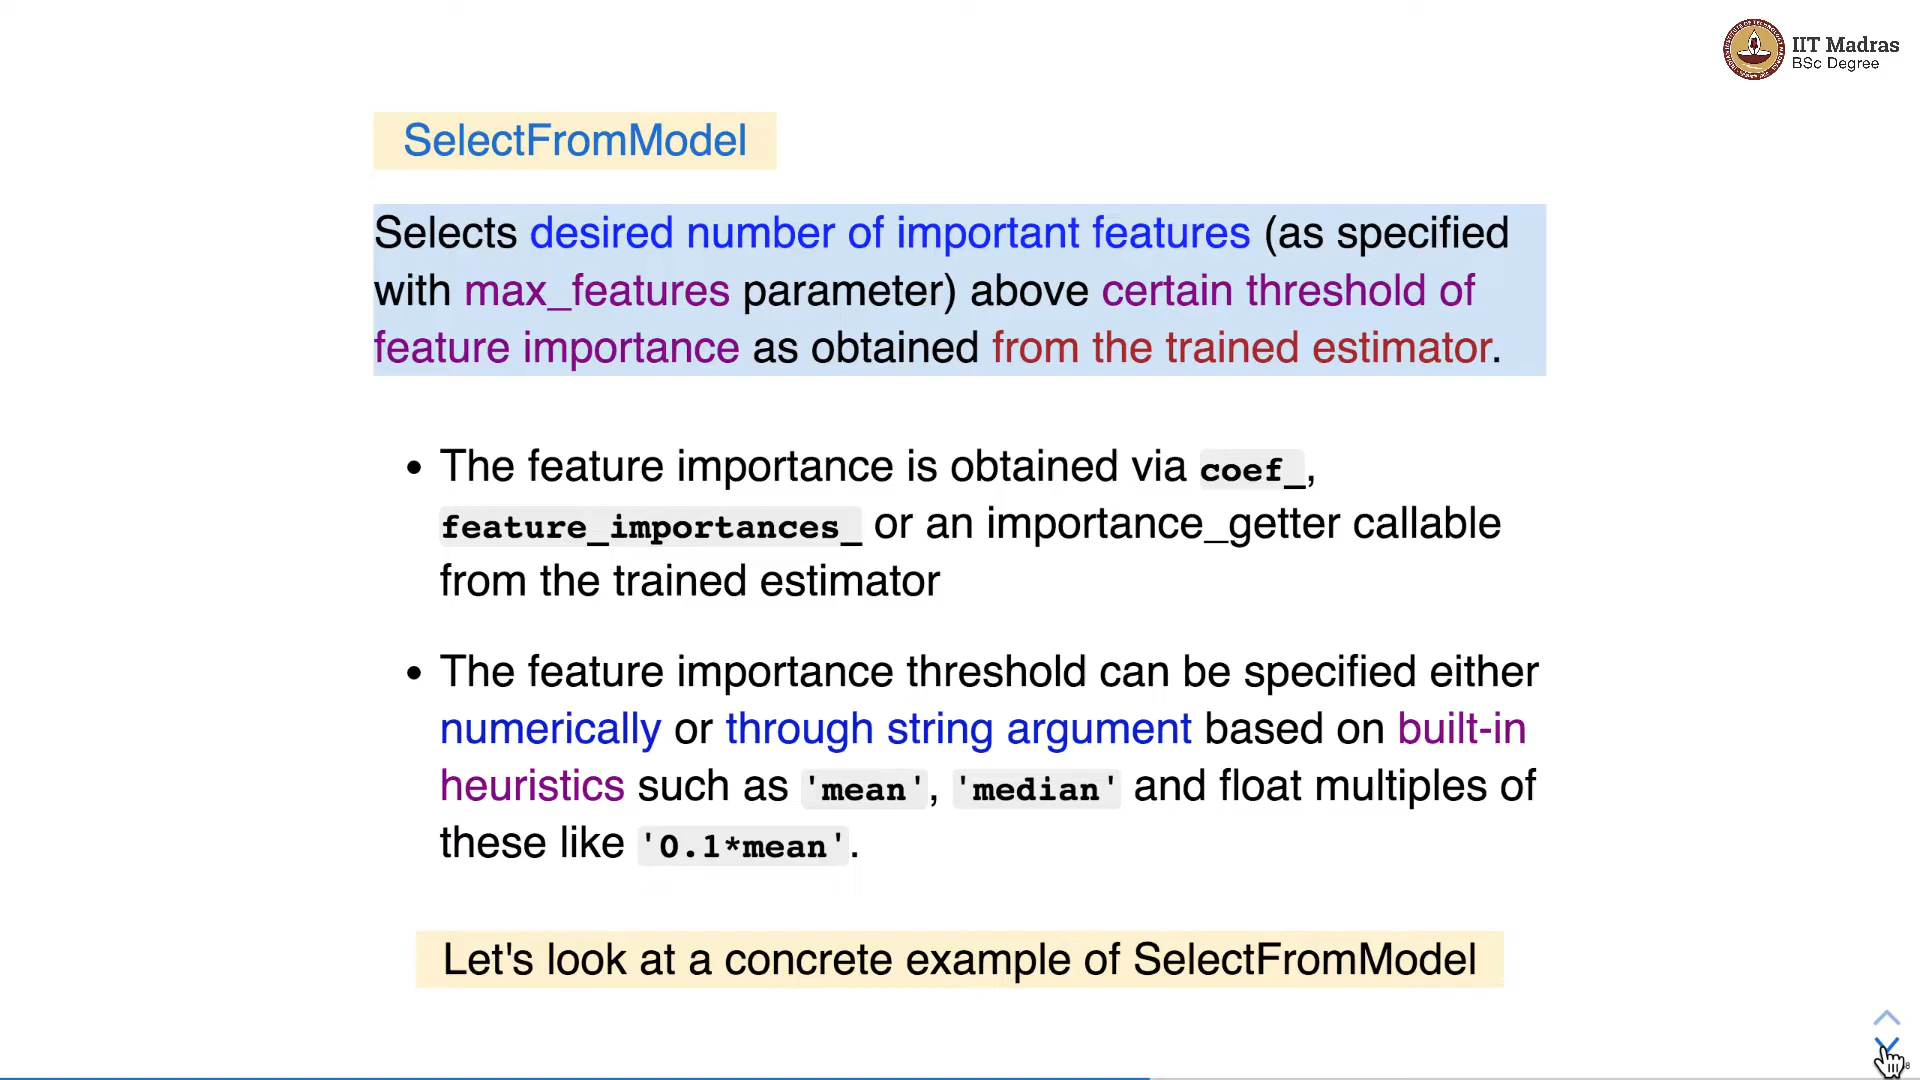 IIT Madras
BSc Degree
SelectFromModel
Selects desired number of important features (as specified
with max_features parameter) above certain threshold of
feature importance as obtained from the trained estimator.
• The feature importance is obtained via coef_,
feature_importances_ or an importance_getter callable
from the trained estimator
• The feature importance threshold can be specified either
numerically or through string argument based on built-in
heuristics such as 'mean', 'median' and float multiples of
these like '0.1*mean'.
Let's look at a concrete example of SelectFromModel